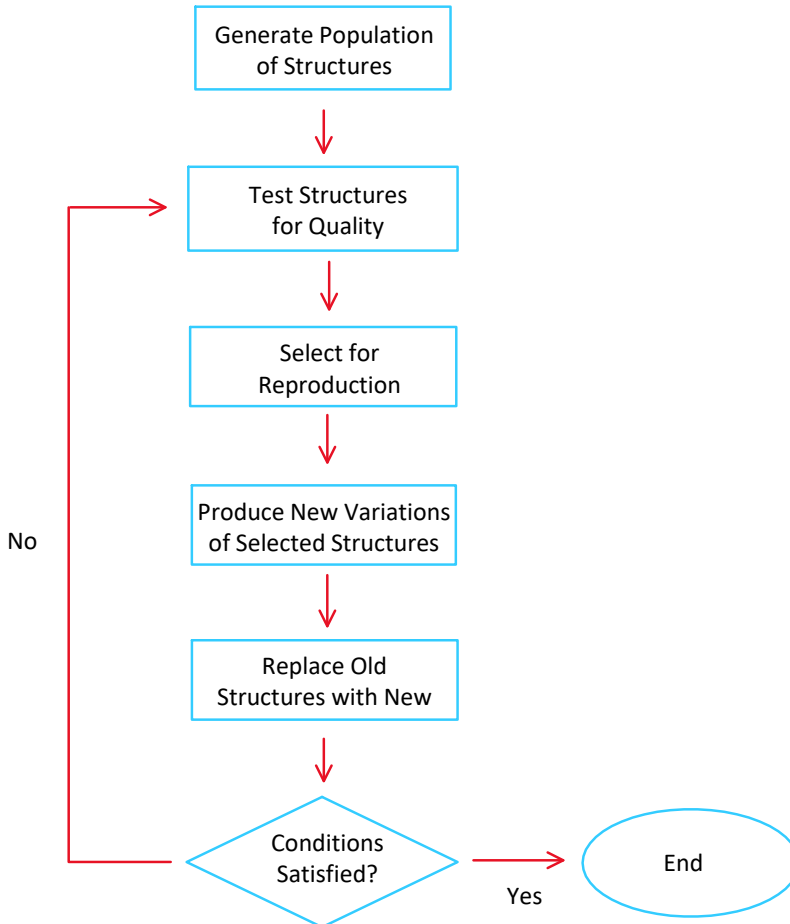 Generate Population
of Structures
Test Structures
for Quality
Select for
Reproduction
Produce New Variations
of Selected Structures
No
Replace Old
Structures with New
Conditions
Satisfied?
End
Yes